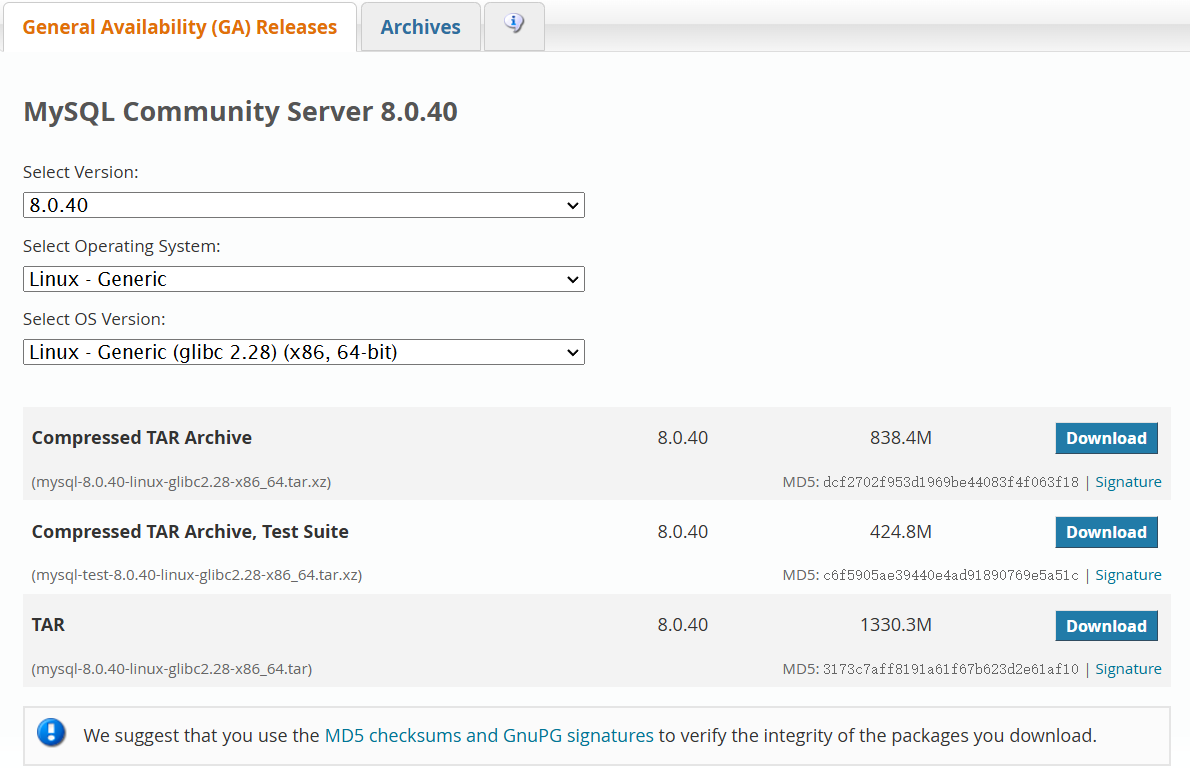 General Availability (GA) Releases
Archives
MySQL Community Server 8.0.40
Select Version:
8.0.40
Select Operating System:
Linux - Generic
Select OS Version:
Linux - Generic (glibc 2.28) (x86, 64-bit)
Compressed TAR Archive 8.0.40 838.4M Download
(mysql-8.0.40-linux-glibc2.28-x86_64.tar.xz) MD5: dcf2702f953d1969be44083f4f063f18 | Signature
Compressed TAR Archive, Test Suite 8.0.40 424.8M Download
(mysql-test-8.0.40-linux-glibc2.28-x86_64.tar.xz) MD5: c6f5905ae39440e4ad91890769e5a51c | Signature
TAR 8.0.40 1330.3M Download
(mysql-8.0.40-linux-glibc2.28-x86_64.tar) MD5: 3173c7aff8191a61f67b623d2e61af10 | Signature
We suggest that you use the MD5 checksums and GnuPG signatures to verify the integrity of the packages you download.